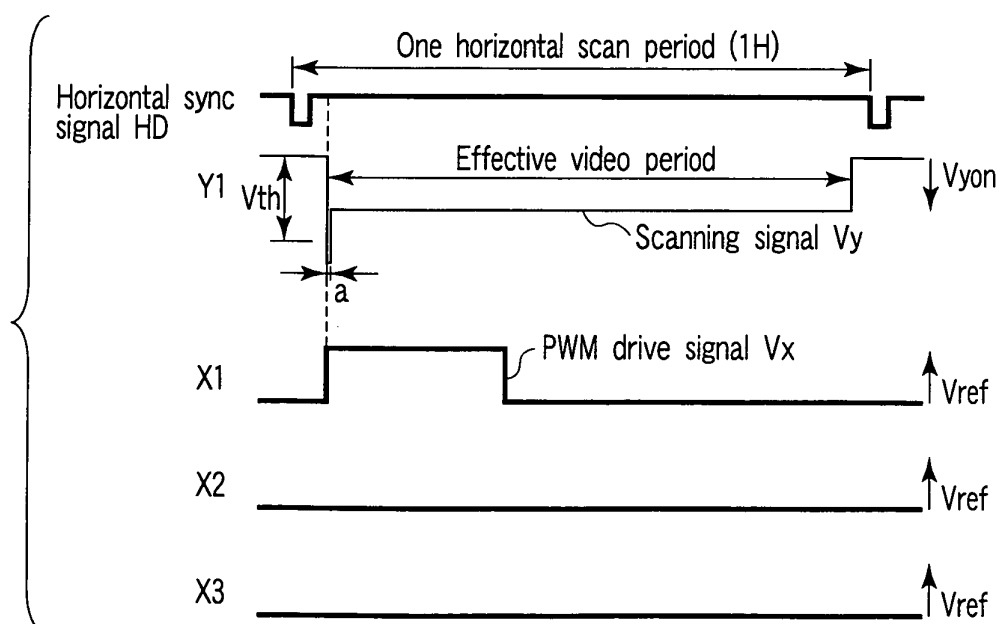 One horizontal scan period (1H)
Horizontal sync
signal HD
Effective video period
Y1
Vth
Vyon
Scanning signal Vy
a
PWM drive signal Vx
X1
Vref
X2
Vref
X3
Vref